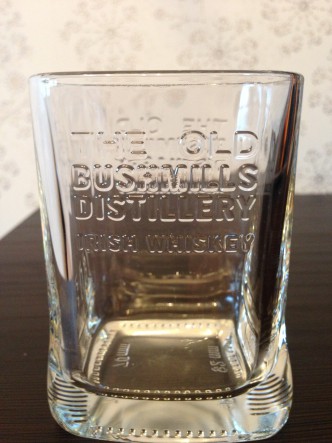 THE OLD
BUSHMILLS
DISTILLERY
IRISH WHISKEY